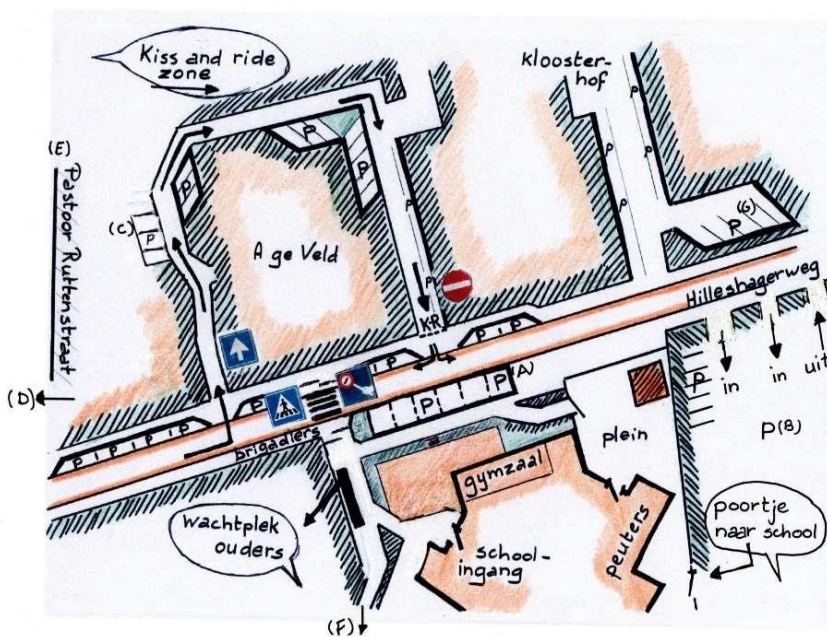 Kiss and ride
zone
klooster-
hof
(E)
Pastoor Ruttenstraat
P
P
P
P
P
P
P
P (G)
(C)
P
P
A ge Veld
P
K+R
Hilleshagerweg
P P
P
P
(A)
P
P
P
in
in
uit
(D)
P P P P
brigadiers
plein
P(B)
gymzaal
wachtplek
ouders
school-
ingang
peuters
poortje
naar school
(F)